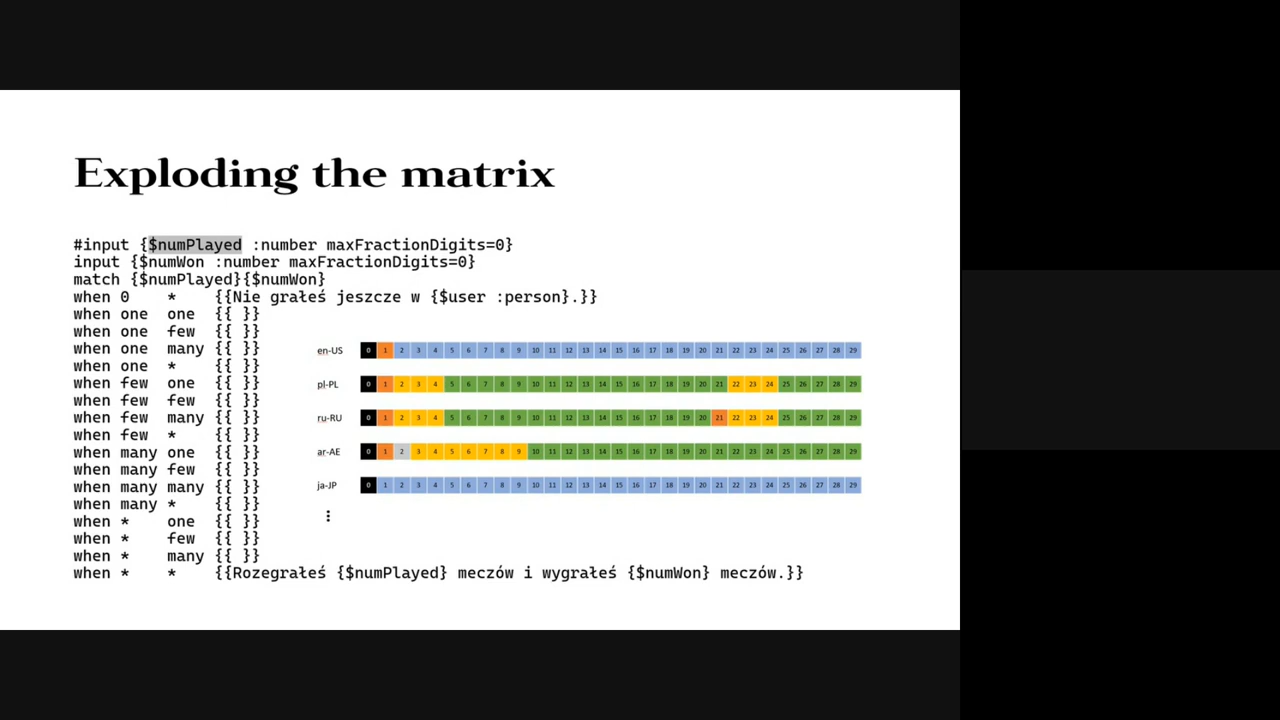 Exploding the matrix
#input {$numPlayed :number maxFractionDigits=0}
input {$numWon :number maxFractionDigits=0}
match {$numPlayed}{$numWon}
when 0 * {{Nie grałeś jeszcze w {$user :person}.}}
when one one {{ }}
when one few {{ }}
when one many {{ }}
when one * {{ }}
when few one {{ }}
when few few {{ }}
when few many {{ }}
when few * {{ }}
when many one {{ }}
when many few {{ }}
when many many {{ }}
when many * {{ }}
when * one {{ }}
when * few {{ }}
when * many {{ }}
when * * {{Rozegrałeś {$numPlayed} meczów i wygrałeś {$numWon} meczów.}}
en-US 0 1 2 3 4 5 6 7 8 9 10 11 12 13 14 15 16 17 18 19 20 21 22 23 24 25 26 27 28 29
pl-PL 0 1 2 3 4 5 6 7 8 9 10 11 12 13 14 15 16 17 18 19 20 21 22 23 24 25 26 27 28 29
ru-RU 0 1 2 3 4 5 6 7 8 9 10 11 12 13 14 15 16 17 18 19 20 21 22 23 24 25 26 27 28 29
ar-AE 0 1 2 3 4 5 6 7 8 9 10 11 12 13 14 15 16 17 18 19 20 21 22 23 24 25 26 27 28 29
ja-JP 0 1 2 3 4 5 6 7 8 9 10 11 12 13 14 15 16 17 18 19 20 21 22 23 24 25 26 27 28 29
⋮